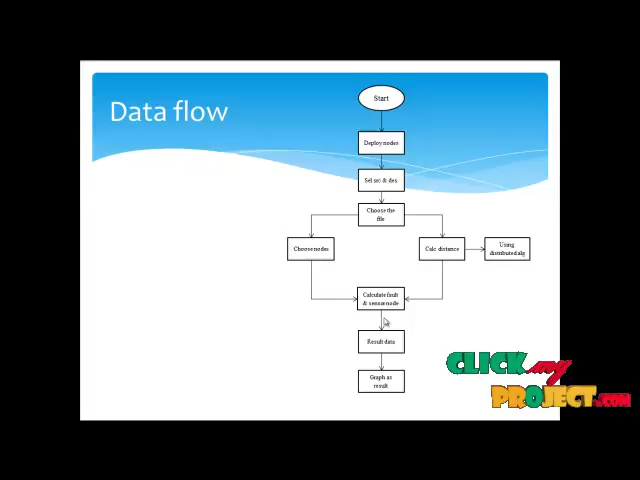 Data flow
Start
Deploy nodes
Sel src & des
Choose the
file
Choose nodes
Calc distance
Using
distributed alg
Calculate fault
& sensor node
Result data
Graph as
result
CLICK my
PROJECT.COM